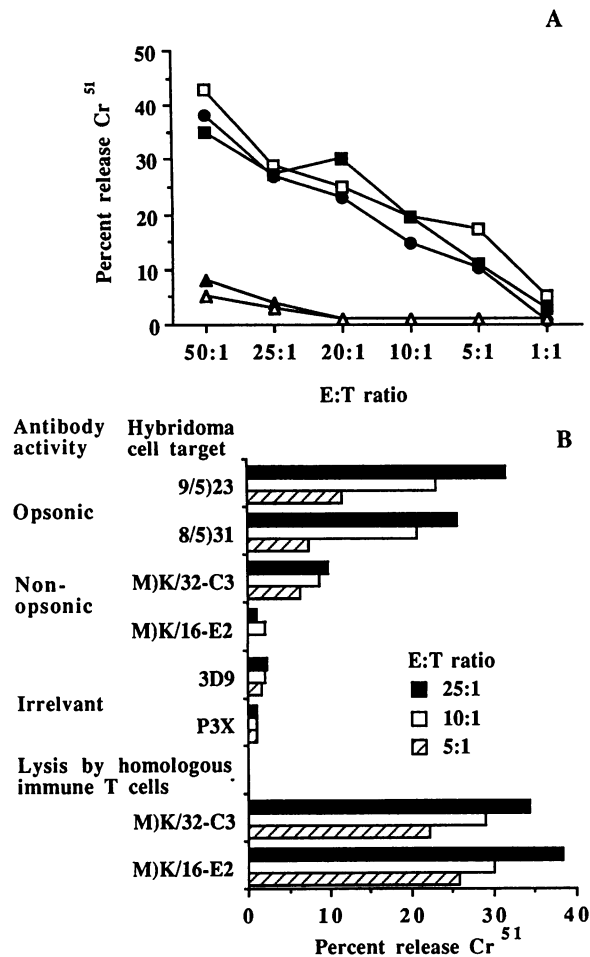 A
Percent release Cr 51
50
40
30
20
10
0
50:1 25:1 20:1 10:1 5:1 1:1
E:T ratio
B
Antibody activity
Hybridoma cell target
Opsonic
9/5)23
8/5)31
Non-opsonic
M)K/32-C3
M)K/16-E2
Irrelvant
3D9
P3X
E:T ratio
25:1
10:1
5:1
Lysis by homologous
immune T cells
M)K/32-C3
M)K/16-E2
0 10 20 30 40
Percent release Cr 51